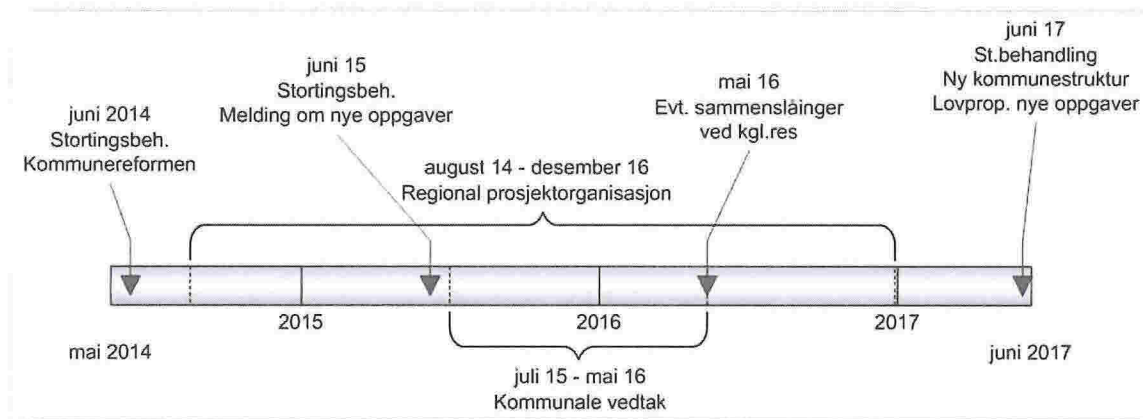 juni 2014
Stortingsbeh.
Kommunereformen
juni 15
Stortingsbeh.
Melding om nye oppgaver
august 14 - desember 16
Regional prosjektorganisasjon
mai 16
Evt. sammenslåinger
ved kgl.res
juni 17
St.behandling
Ny kommunestruktur
Lovprop. nye oppgaver
2015
2016
2017
mai 2014
juni 2017
juli 15 - mai 16
Kommunale vedtak